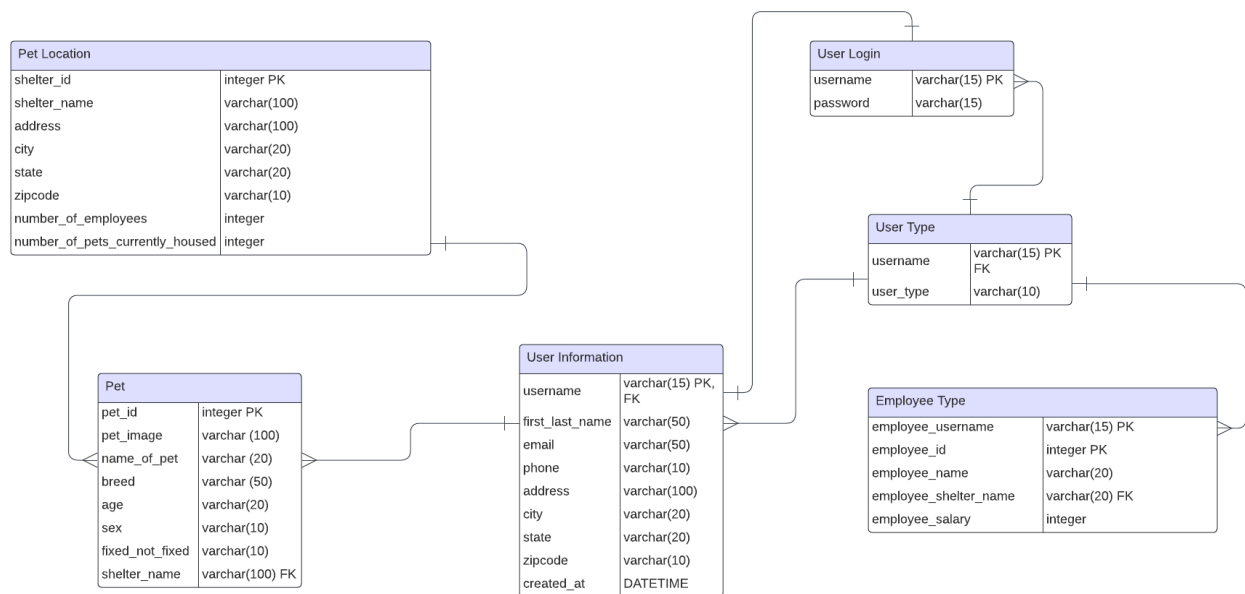 Pet Location
shelter_id integer PK
shelter_name varchar(100)
address varchar(100)
city varchar(20)
state varchar(20)
zipcode varchar(10)
number_of_employees integer
number_of_pets_currently_housed integer
User Login
username varchar(15) PK
password varchar(15)
User Type
username varchar(15) PK
FK
user_type varchar(10)
User Information
username varchar(15) PK,
FK
first_last_name varchar(50)
email varchar(50)
phone varchar(10)
address varchar(100)
city varchar(20)
state varchar(20)
zipcode varchar(10)
created_at DATETIME
Pet
pet_id integer PK
pet_image varchar (100)
name_of_pet varchar (20)
breed varchar (50)
age varchar(20)
sex varchar(10)
fixed_not_fixed varchar(10)
shelter_name varchar(100) FK
Employee Type
employee_username varchar(15) PK
employee_id integer PK
employee_name varchar(20)
employee_shelter_name varchar(20) FK
employee_salary integer